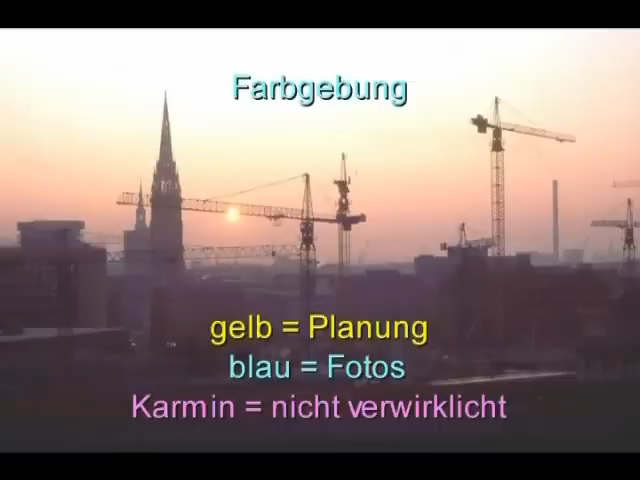 Farbgebung
gelb = Planung
blau = Fotos
Karmin = nicht verwirklicht